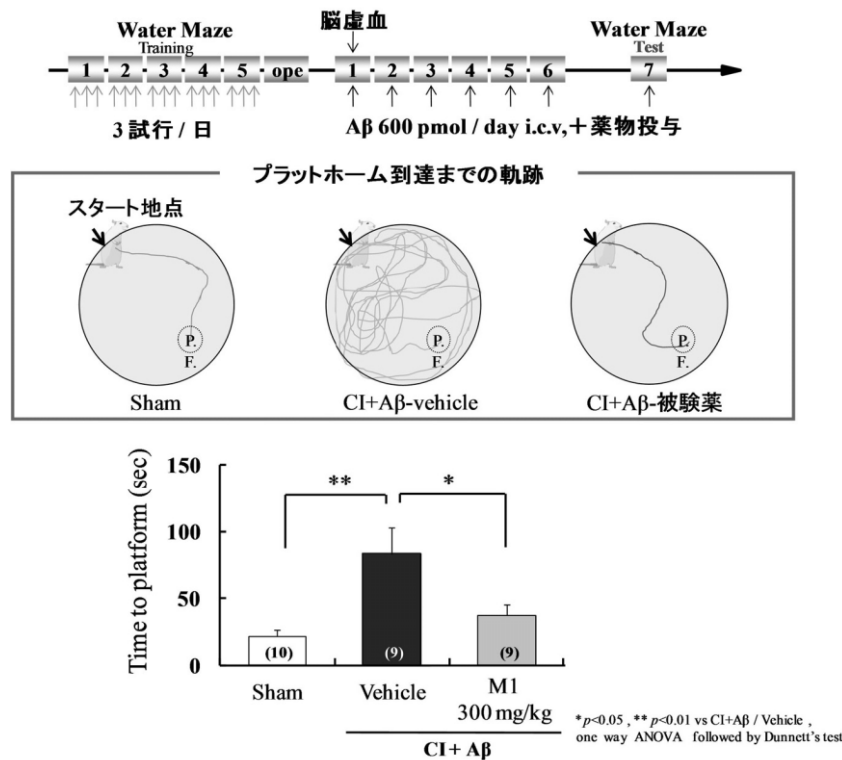 脳虚血
Water Maze
Training
Water Maze
Test
1 2 3 4 5 ope 1 2 3 4 5 6 7
3 試行 / 日
Aβ 600 pmol / day i.c.v,＋薬物投与
プラットホーム到達までの軌跡
スタート地点
P.
F.
P.
F.
P.
F.
Sham
CI+Aβ-vehicle
CI+Aβ-被験薬
Time to platform (sec)
150
100
50
0
**
*
(10)
(9)
(9)
Sham
Vehicle
M1
300 mg/kg
CI+ Aβ
*p<0.05 , ** p<0.01 vs CI+Aβ / Vehicle ,
one way ANOVA followed by Dunnett's test